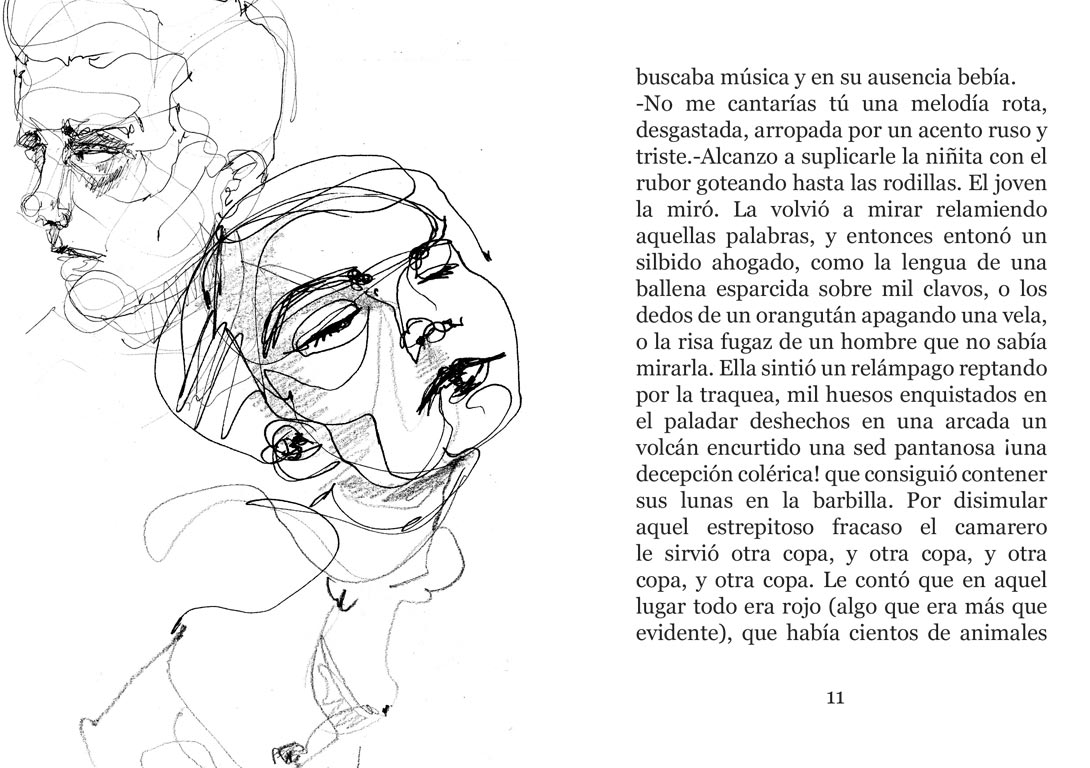 buscaba música y en su ausencia bebía.
-No me cantarías tú una melodía rota,
desgastada, arropada por un acento ruso y
triste.-Alcanzo a suplicarle la niñita con el
rubor goteando hasta las rodillas. El joven
la miró. La volvió a mirar relamiendo
aquellas palabras, y entonces entonó un
silbido ahogado, como la lengua de una
ballena esparcida sobre mil clavos, o los
dedos de un orangután apagando una vela,
o la risa fugaz de un hombre que no sabía
mirarla. Ella sintió un relámpago reptando
por la traquea, mil huesos enquistados en
el paladar deshechos en una arcada un
volcán encurtido una sed pantanosa ¡una
decepción colérica! que consiguió contener
sus lunas en la barbilla. Por disimular
aquel estrepitoso fracaso el camarero
le sirvió otra copa, y otra copa, y otra
copa, y otra copa. Le contó que en aquel
lugar todo era rojo (algo que era más que
evidente), que había cientos de animales
11